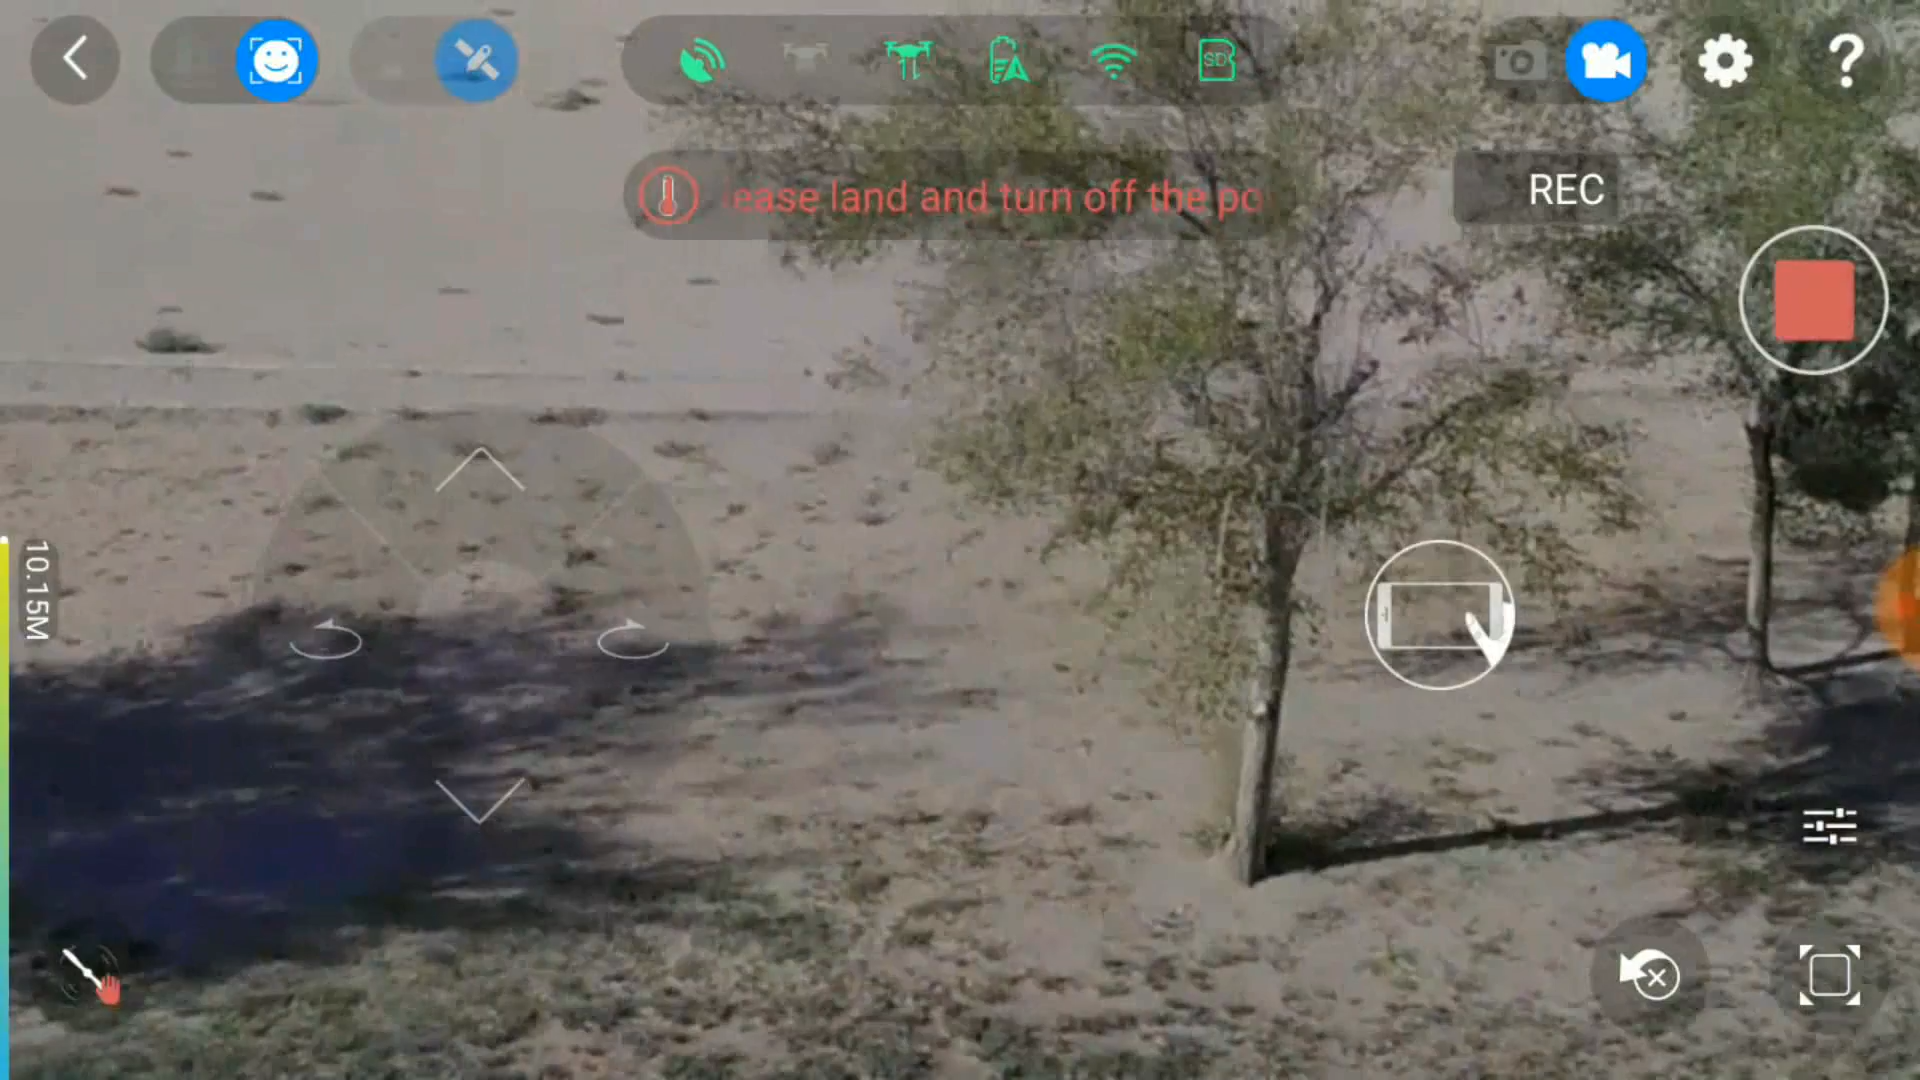 SD
ease land and turn off the po
REC
10.15M